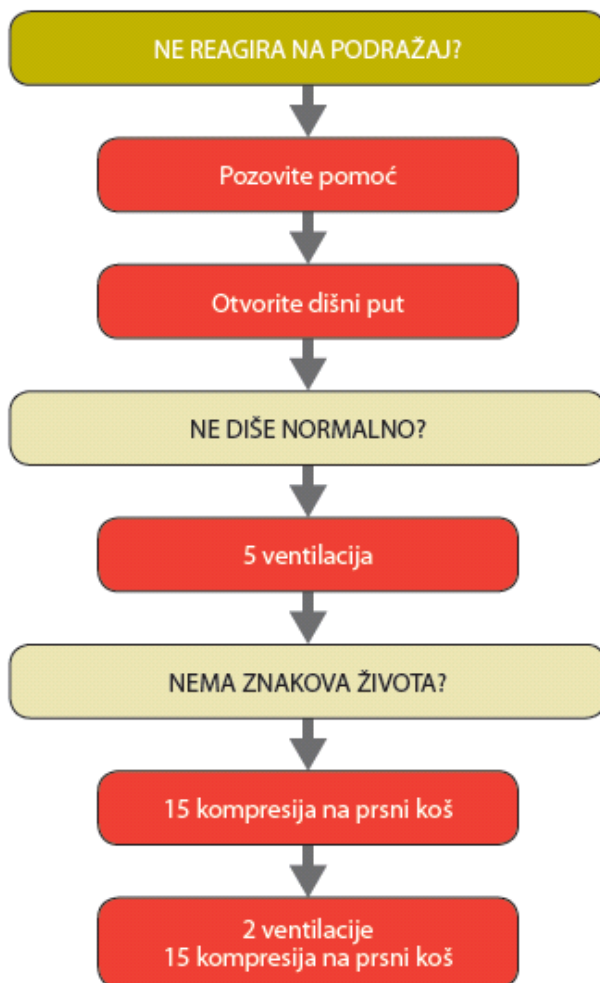 NE REAGIRA NA PODRAŽAJ?
Pozovite pomoć
Otvorite dišni put
NE DIŠE NORMALNO?
5 ventilacija
NEMA ZNAKOVA ŽIVOTA?
15 kompresija na prsni koš
2 ventilacije
15 kompresija na prsni koš